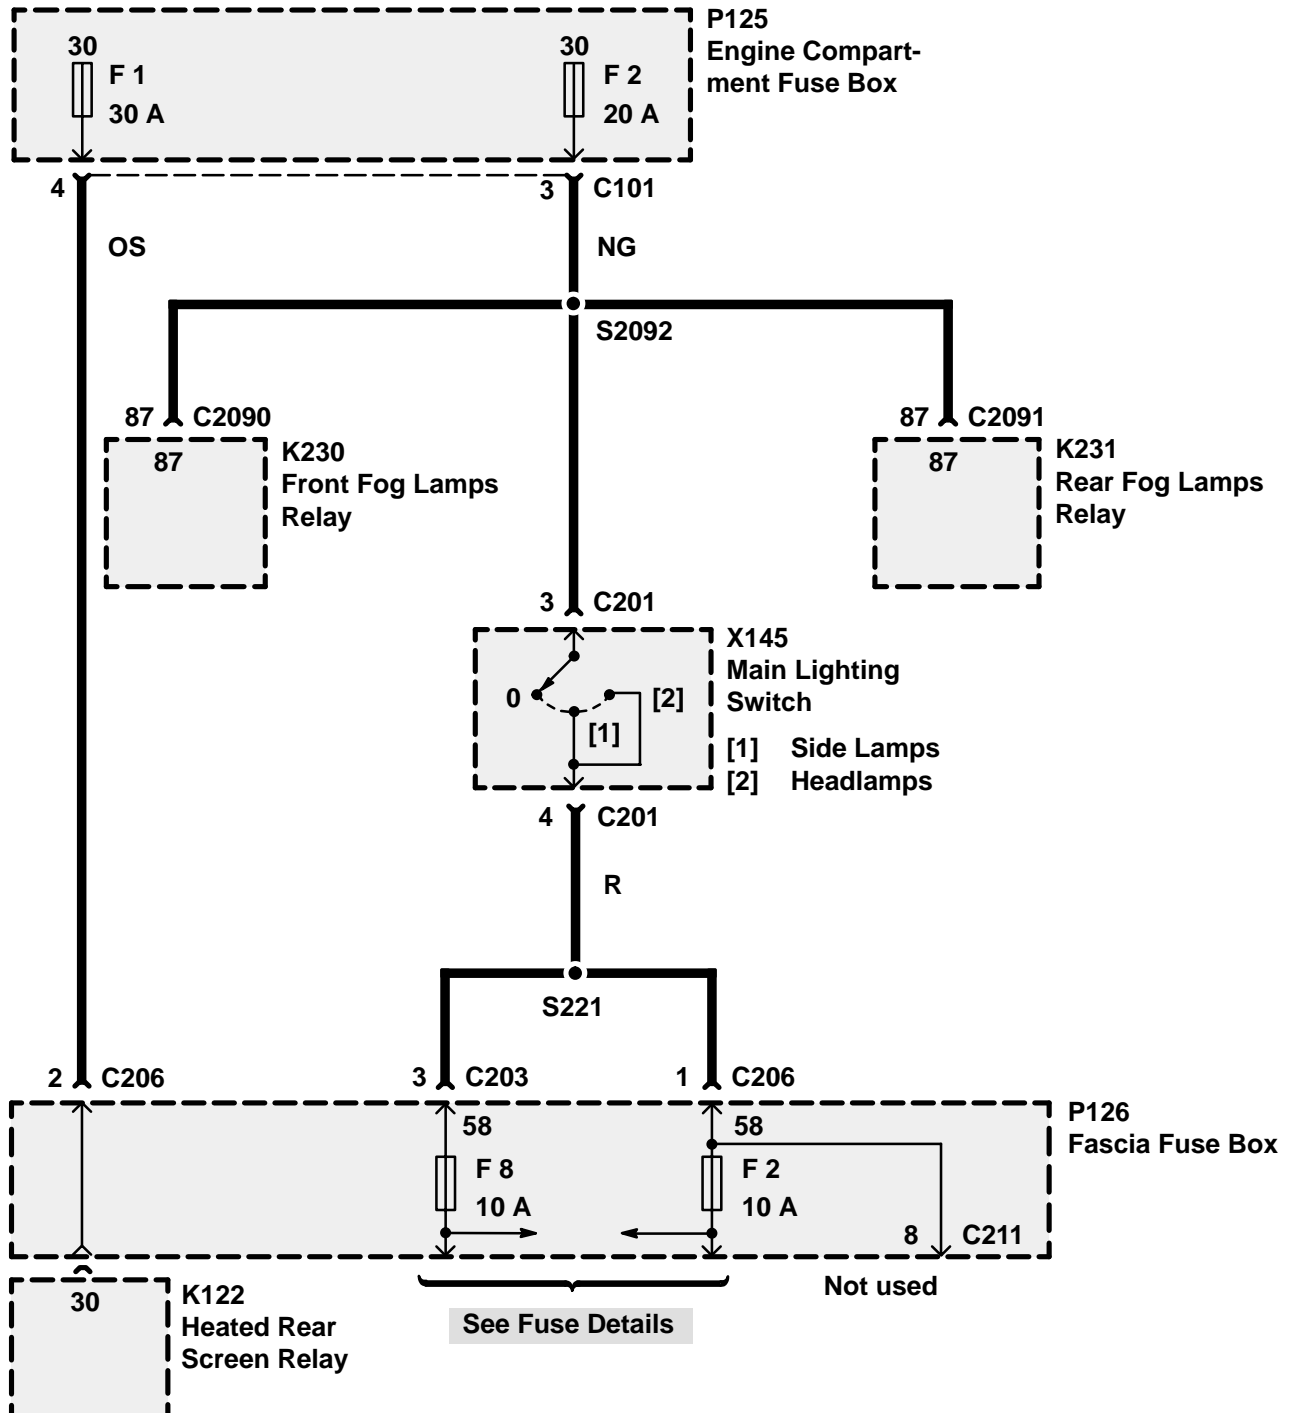 P125
Engine Compart-
ment Fuse Box
30
F 1
30 A
30
F 2
20 A
4
3
C101
OS
NG
S2092
87
C2090
87
K230
Front Fog Lamps
Relay
87
C2091
87
K231
Rear Fog Lamps
Relay
3
C201
X145
Main Lighting
Switch
0
[1]
[2]
[1] Side Lamps
[2] Headlamps
4
C201
R
S221
2
C206
3
C203
1
C206
P126
Fascia Fuse Box
58
F 8
10 A
58
F 2
10 A
8
C211
Not used
See Fuse Details
30
K122
Heated Rear
Screen Relay